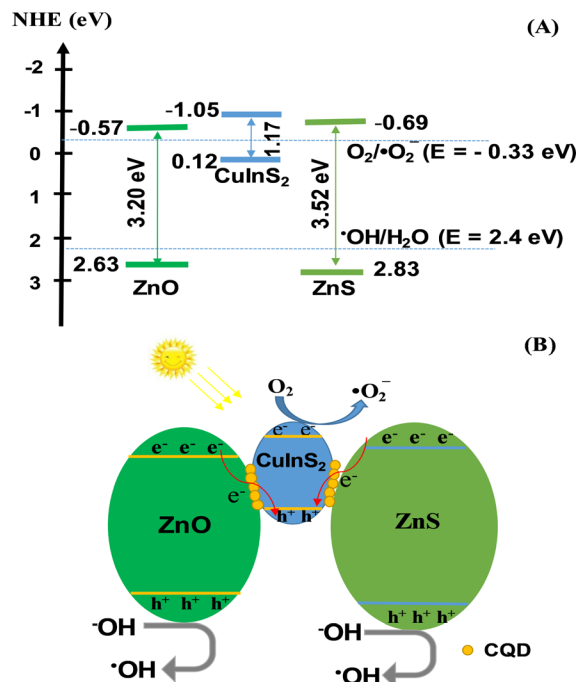 NHE (eV)
(A)
-2
-1
0
1
2
3
−0.57
3.20 eV
2.63
ZnO
−1.05
1.17
0.12
CuInS₂
-0.69
3.52 eV
2.83
ZnS
O₂/•O₂⁻ (E = - 0.33 eV)
•OH/H₂O (E = 2.4 eV)
(B)
O₂
•O₂⁻
e⁻ e⁻ e⁻
ZnO
h⁺ h⁺ h⁺
e⁻
e⁻ e⁻
CuInS₂
h⁺ h⁺
e⁻
e⁻ e⁻ e⁻
ZnS
h⁺ h⁺ h⁺
⁻OH
•OH
⁻OH
•OH
CQD